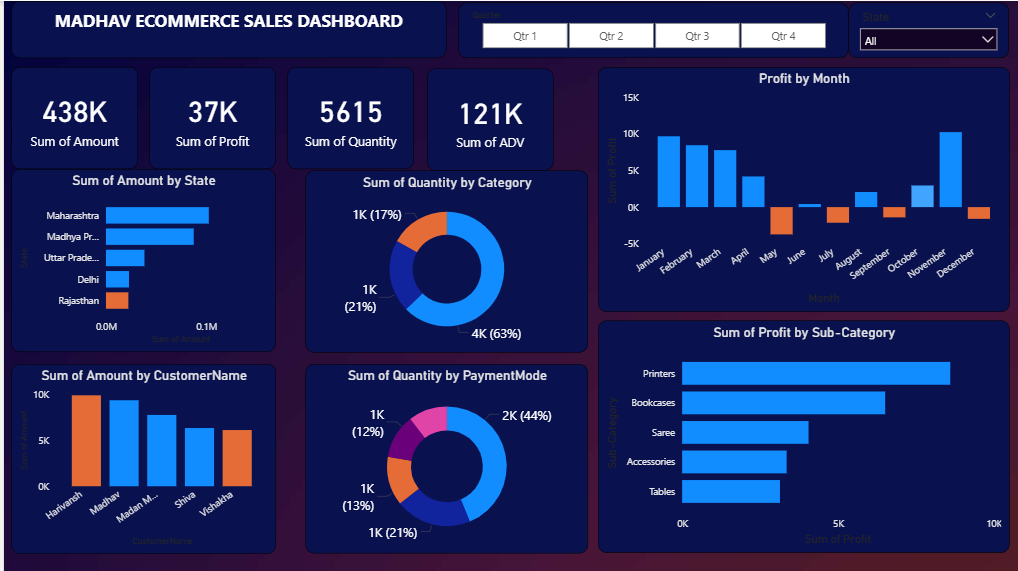 MADHAV ECOMMERCE SALES DASHBOARD
Quarter
Qtr 1
Qtr 2
Qtr 3
Qtr 4
State
All
438K
Sum of Amount
37K
Sum of Profit
5615
Sum of Quantity
121K
Sum of ADV
Profit by Month
15K
10K
5K
0K
-5K
Sum of Profit
January
February
March
April
May
June
July
August
September
October
November
December
Month
Sum of Amount by State
State
Maharashtra
Madhya Pr...
Uttar Prade...
Delhi
Rajasthan
0.0M
0.1M
Sum of Amount
Sum of Quantity by Category
1K (17%)
1K
(21%)
4K (63%)
Sum of Profit by Sub-Category
Sub-Category
Printers
Bookcases
Saree
Accessories
Tables
0K
5K
10K
Sum of Profit
Sum of Amount by CustomerName
10K
5K
0K
Sum of Amount
Harivansh
Madhav
Madan M...
Shiva
Vishakha
CustomerName
Sum of Quantity by PaymentMode
1K
(12%)
2K (44%)
1K
(13%)
1K (21%)